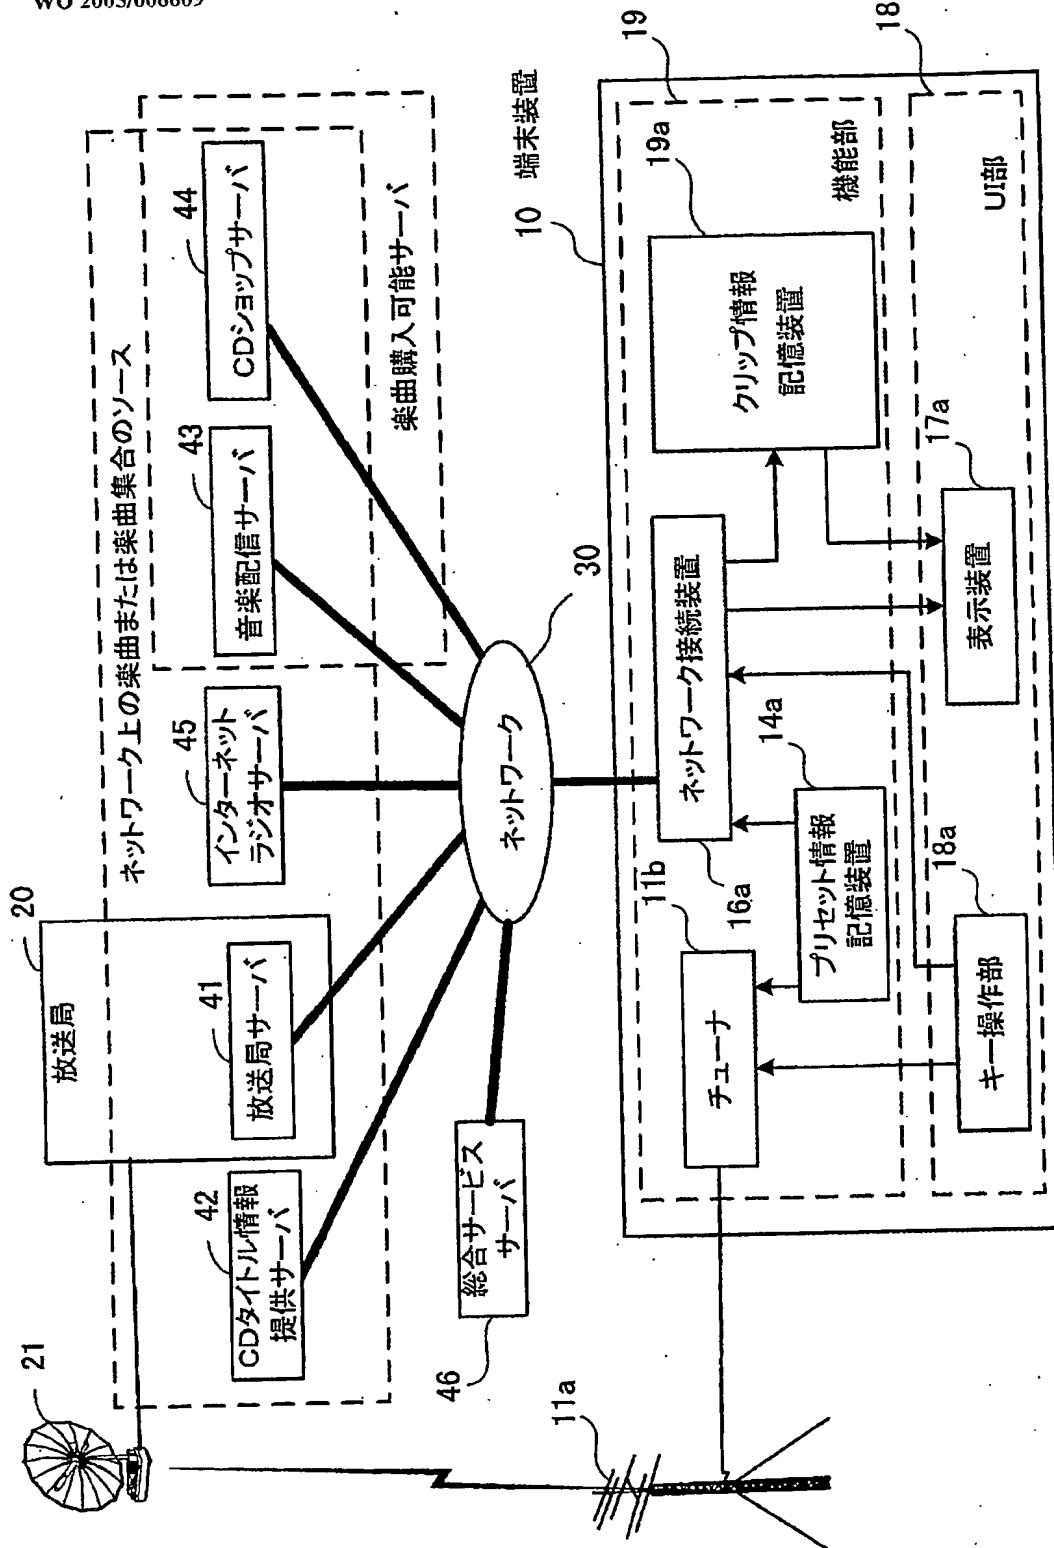 21
20
放送局
ネットワーク上の楽曲または楽曲集合のソース
42
CDタイトル情報
提供サーバ
41
放送局サーバ
45
インターネット
ラジオサーバ
43
音楽配信サーバ
44
CDショップサーバ
楽曲購入可能サーバ
46
総合サービス
サーバ
ネットワーク
30
10 端末装置
11a
11b
チューナ
16a
ネットワーク接続装置
14a
プリセット情報
記憶装置
19a
クリップ情報
記憶装置
機能部
19
18a
キー操作部
17a
表示装置
UI部
18